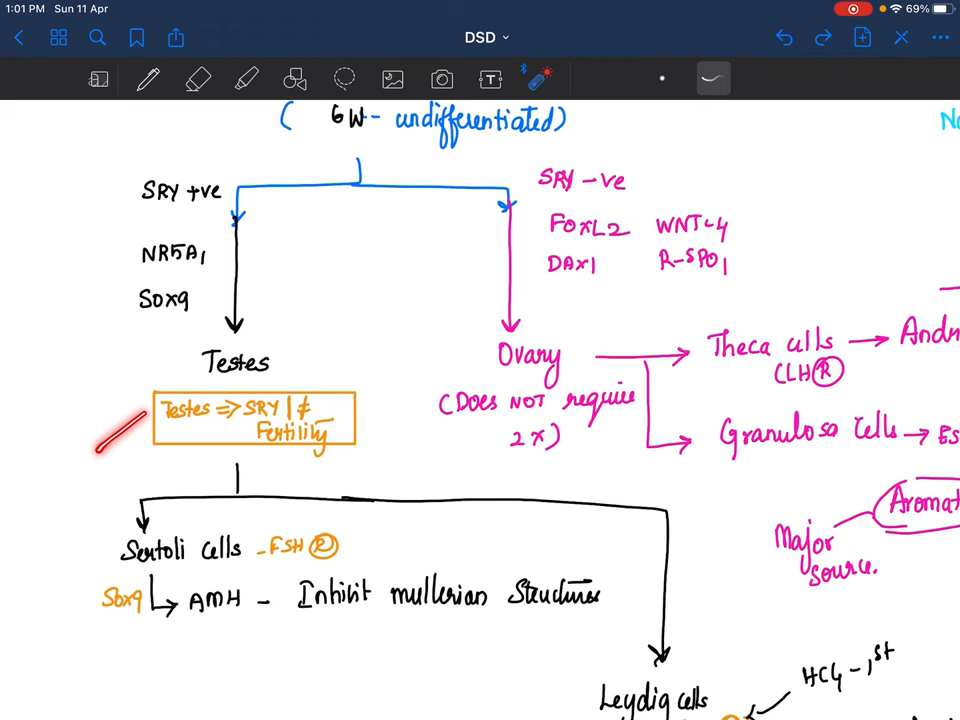 1:01 PM Sun 11 Apr
69%
DSD
T
( 6W - undifferentiated)
SRY +ve
SRY -ve
NR5A1
SOX9
FOXL2 WNT-4
DAX1 R-SPO1
Testes
Testes => SRY | ≠
Fertility
Ovary
(Does NOT require
2X)
Theca cells
CLH R
Granulosa cells
Major
source.
Sertoli cells - FSH R
Sox9
AMH - Inhibit mullerian Structures
Leydig cells
HCG - 1st